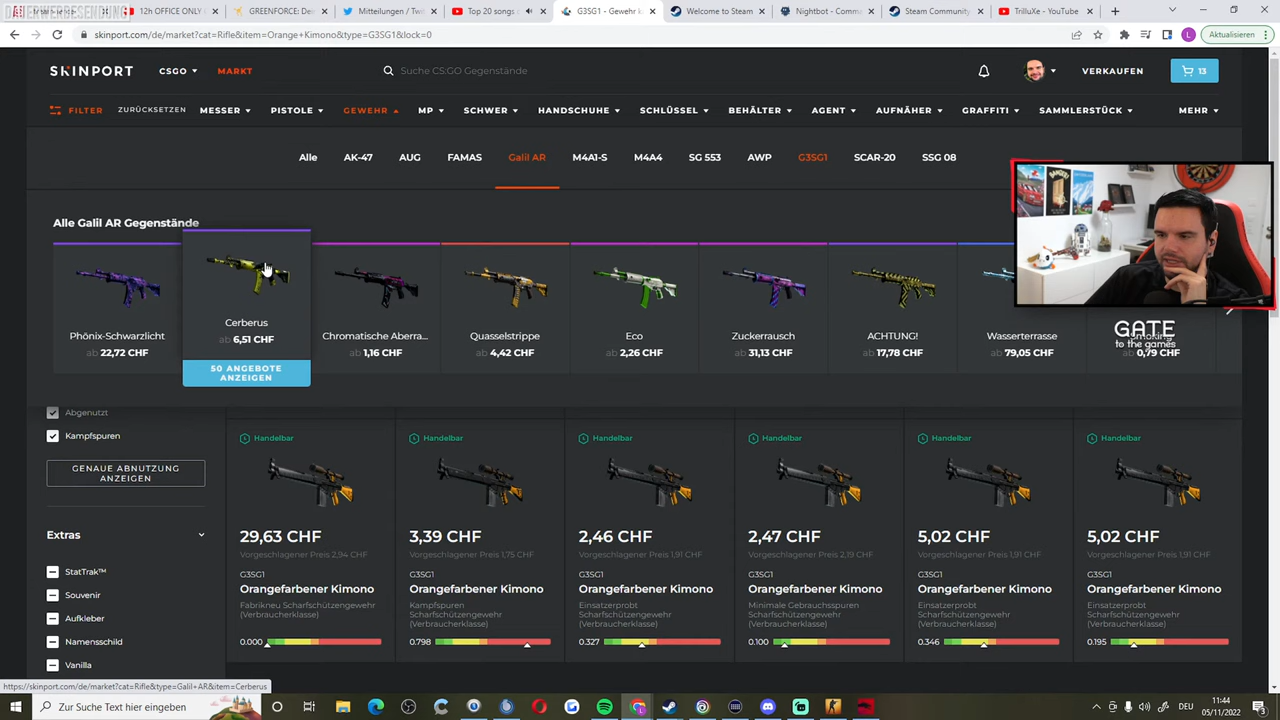 DAUERWERBESENDUNG
12h OFFICE ONLY C
GREENFORCE: De
Mitteilungen / Tw
Top 20 songs
G3SG1 - Gewehr k
Welcome to Steam
Nightbot - Comm
Steam Community
TrilluXe - YouTube
skinport.com/de/market?cat=Rifle&item=Orange+Kimono&type=G3SG1&lock=0
L
Aktualisieren
SKINPORT
CSGO
MARKT
Suche CS:GO Gegenstände
VERKAUFEN
13
FILTER
ZURÜCKSETZEN
MESSER
PISTOLE
GEWEHR
MP
SCHWER
HANDSCHUHE
SCHLÜSSEL
BEHÄLTER
AGENT
AUFNÄHER
GRAFFITI
SAMMLERSTÜCK
MEHR
Alle
AK-47
AUG
FAMAS
Galil AR
M4A1-S
M4A4
SG 553
AWP
G3SG1
SCAR-20
SSG 08
Alle Galil AR Gegenstände
Phönix-Schwarzlicht
ab 22,72 CHF
Cerberus
ab 6,51 CHF
50 ANGEBOTE
ANZEIGEN
Chromatische Aberra...
ab 1,16 CHF
Quasselstrippe
ab 4,42 CHF
Eco
ab 2,26 CHF
Zuckerrausch
ab 31,13 CHF
ACHTUNG!
ab 17,78 CHF
Wasserterrasse
ab 79,05 CHF
GATE
to the games
ab 0,79 CHF
Abgenutzt
Kampfspuren
GENAUE ABNUTZUNG
ANZEIGEN
Extras
StatTrak™
Souvenir
Aufkleber
Namensschild
Vanilla
Handelbar
29,63 CHF
Vorgeschlagener Preis 2,94 CHF
G3SG1
Orangefarbener Kimono
Fabrikneu Scharfschützengewehr
(Verbraucherklasse)
0.000
Handelbar
3,39 CHF
Vorgeschlagener Preis 1,75 CHF
G3SG1
Orangefarbener Kimono
Kampfspuren
Scharfschützengewehr
(Verbraucherklasse)
0.798
Handelbar
2,46 CHF
Vorgeschlagener Preis 1,91 CHF
G3SG1
Orangefarbener Kimono
Einsatzerprobt
Scharfschützengewehr
(Verbraucherklasse)
0.327
Handelbar
2,47 CHF
Vorgeschlagener Preis 2,19 CHF
G3SG1
Orangefarbener Kimono
Minimale Gebrauchsspuren
Scharfschützengewehr
(Verbraucherklasse)
0.100
Handelbar
5,02 CHF
Vorgeschlagener Preis 1,91 CHF
G3SG1
Orangefarbener Kimono
Einsatzerprobt
Scharfschützengewehr
(Verbraucherklasse)
0.346
Handelbar
5,02 CHF
Vorgeschlagener Preis 1,91 CHF
G3SG1
Orangefarbener Kimono
Einsatzerprobt
Scharfschützengewehr
(Verbraucherklasse)
0.195
https://skinport.com/de/market?cat=Rifle&type=Galil+AR&item=Cerberus
Zur Suche Text hier eingeben
DEU
11:44
05/11/2022